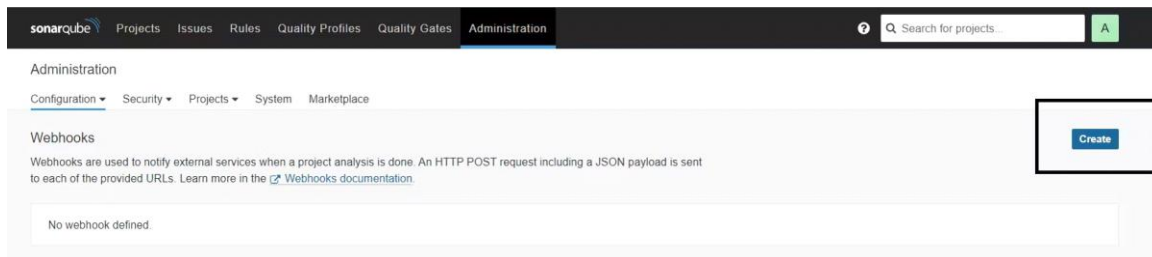 sonarqube Projects Issues Rules Quality Profiles Quality Gates Administration Search for projects... A
Administration
Configuration Security Projects System Marketplace
Webhooks
Create
Webhooks are used to notify external services when a project analysis is done. An HTTP POST request including a JSON payload is sent
to each of the provided URLs. Learn more in the Webhooks documentation.
No webhook defined.